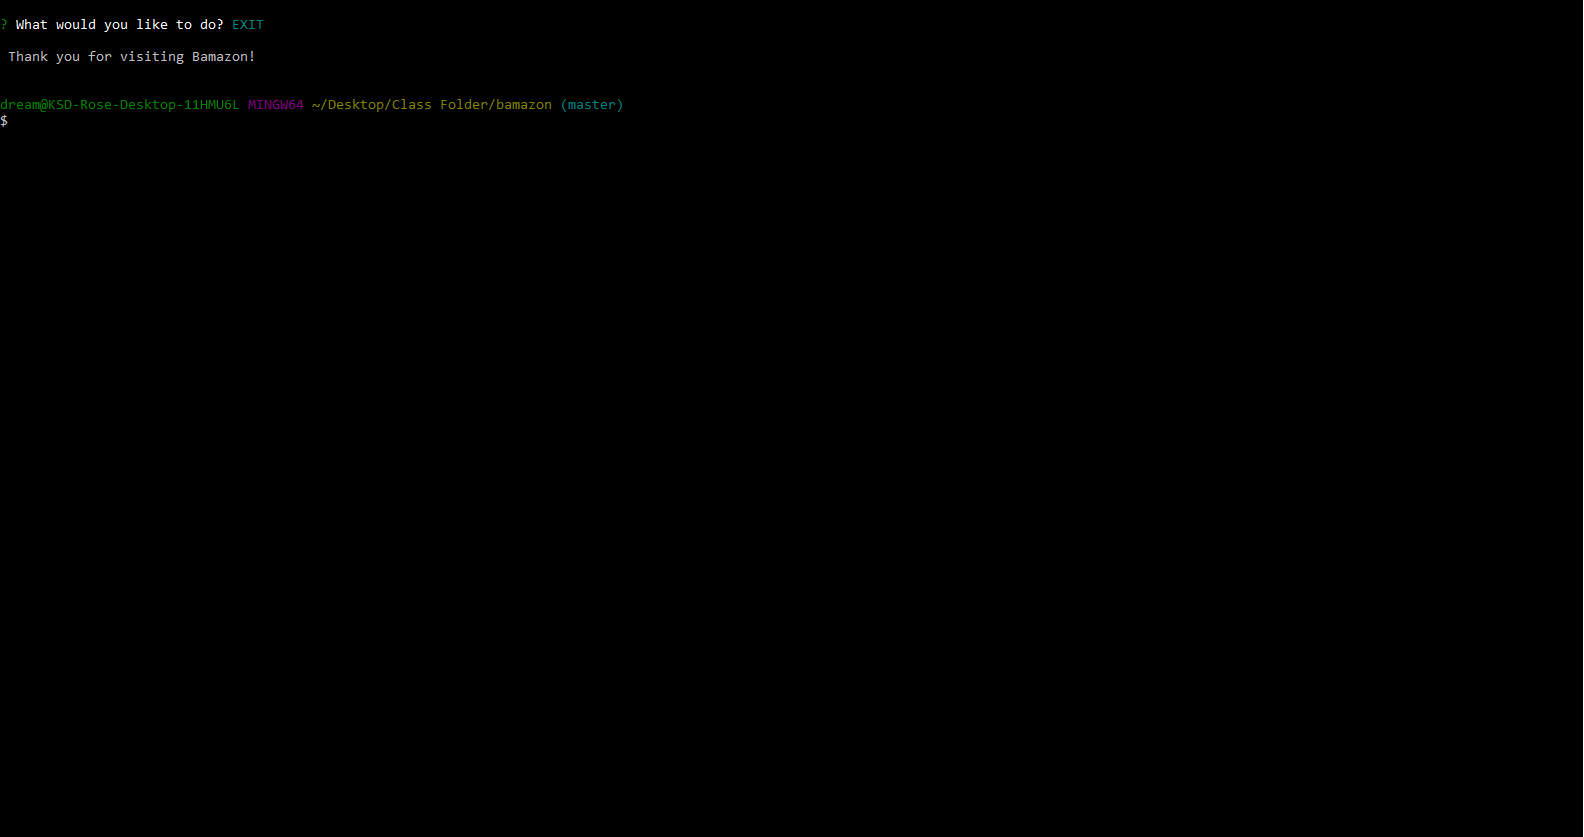 ? What would you like to do? EXIT
Thank you for visiting Bamazon!
dream@KSD-Rose-Desktop-11HMU6L MINGW64 ~/Desktop/Class Folder/bamazon (master)
$